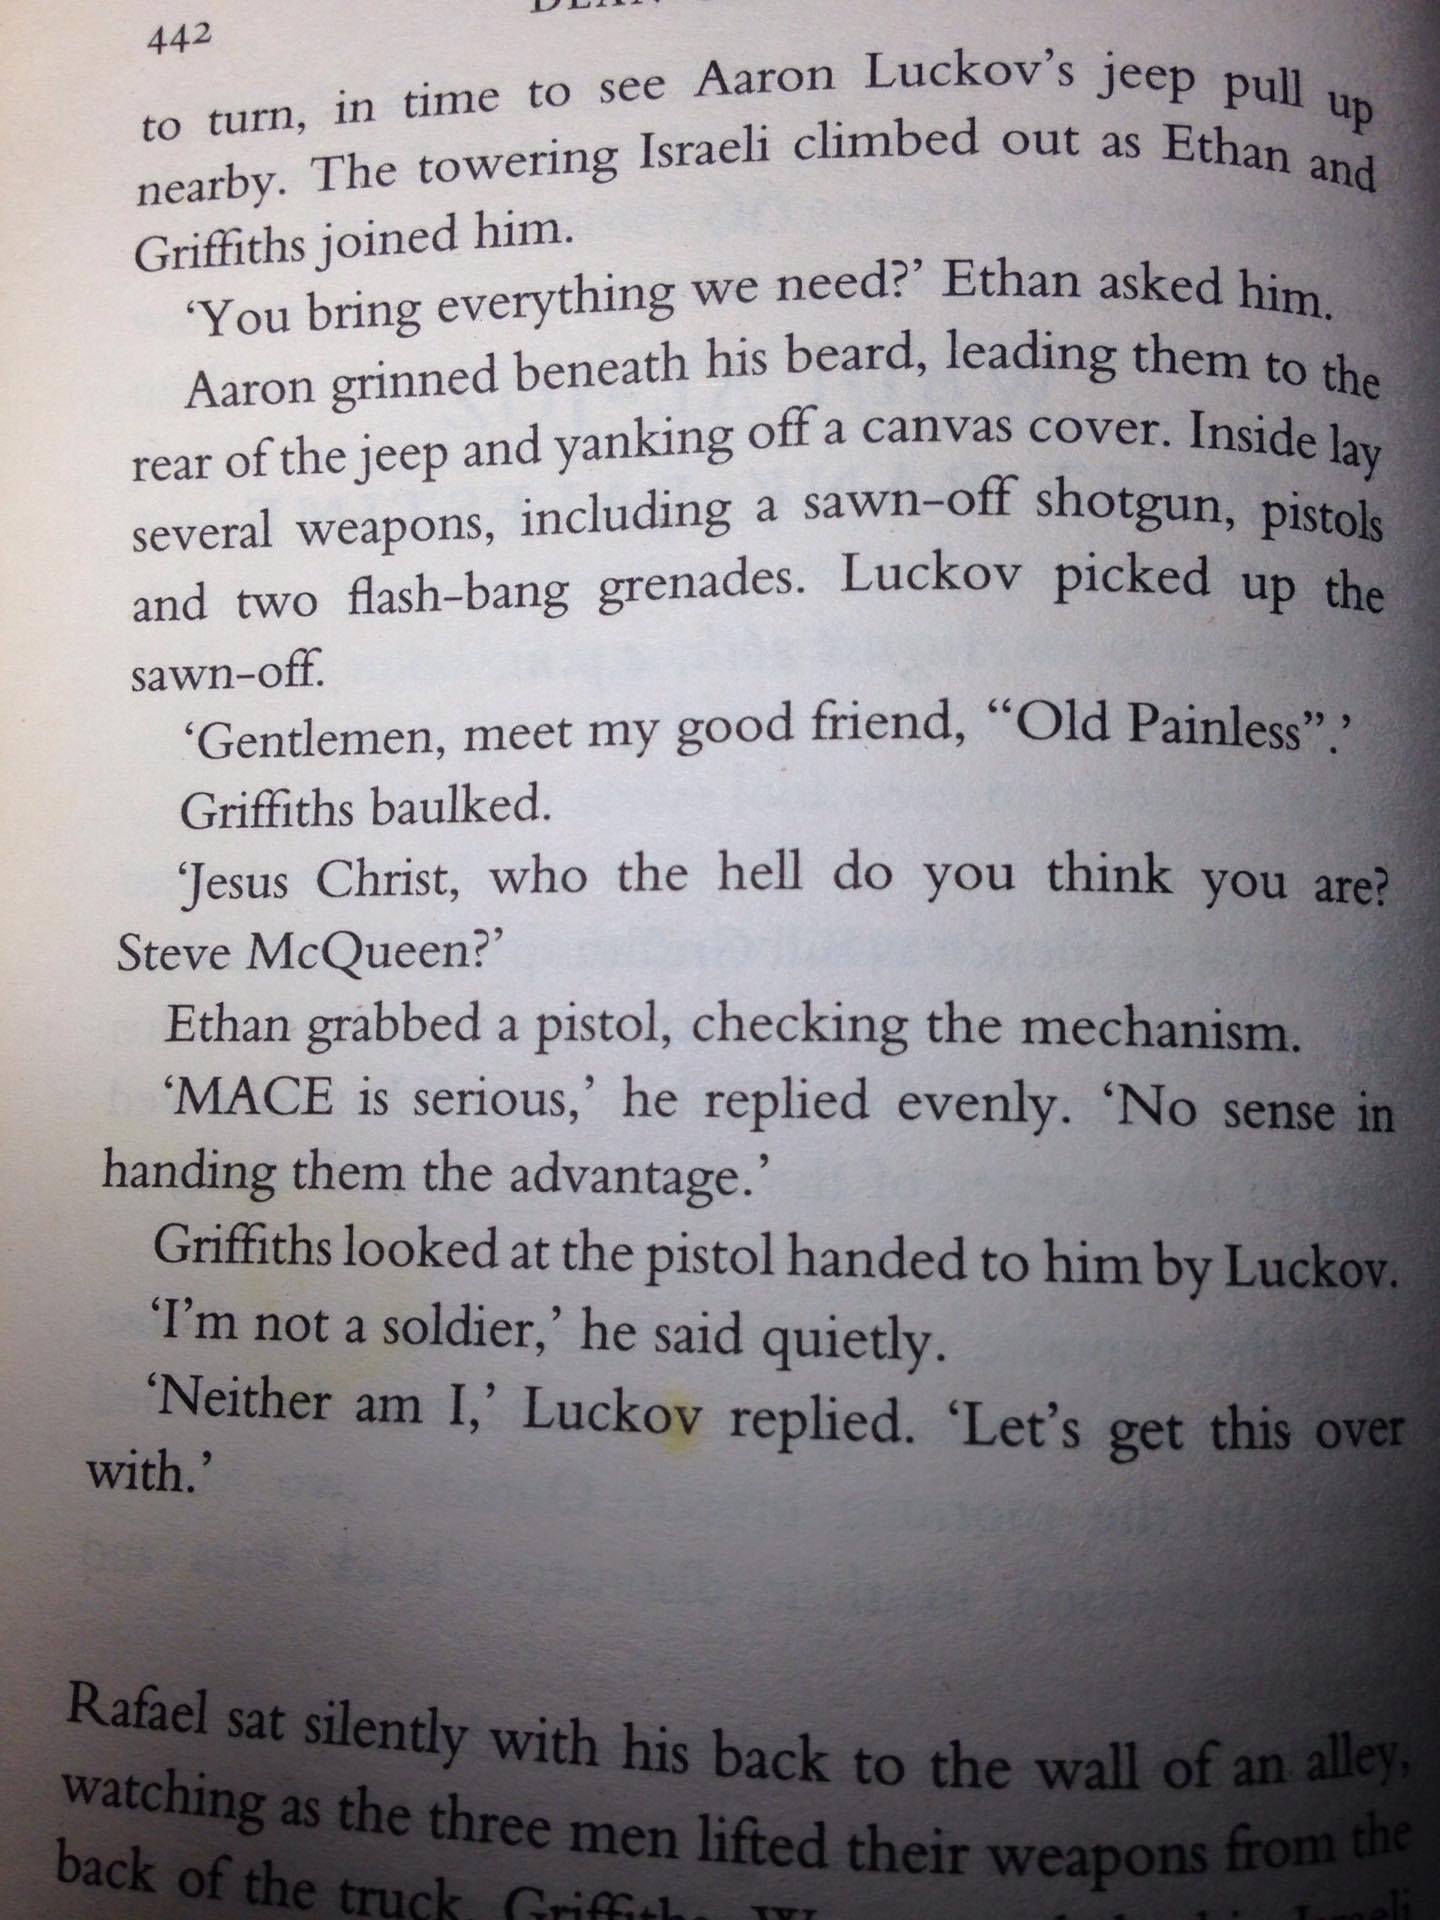 442
to turn, in time to see Aaron Luckov's jeep pull up
nearby. The towering Israeli climbed out as Ethan and
Griffiths joined him.
‘You bring everything we need?’ Ethan asked him.
Aaron grinned beneath his beard, leading them to the
rear of the jeep and yanking off a canvas cover. Inside lay
several weapons, including a sawn-off shotgun, pistols
and two flash-bang grenades. Luckov picked up the
sawn-off.
‘Gentlemen, meet my good friend, “Old Painless”.’
Griffiths baulked.
‘Jesus Christ, who the hell do you think you are?
Steve McQueen?’
Ethan grabbed a pistol, checking the mechanism.
‘MACE is serious,’ he replied evenly. ‘No sense in
handing them the advantage.’
Griffiths looked at the pistol handed to him by Luckov.
‘I’m not a soldier,’ he said quietly.
‘Neither am I,’ Luckov replied. ‘Let’s get this over
with.’
Rafael sat silently with his back to the wall of an alley,
watching as the three men lifted their weapons from the
back of the truck. Griffiths,